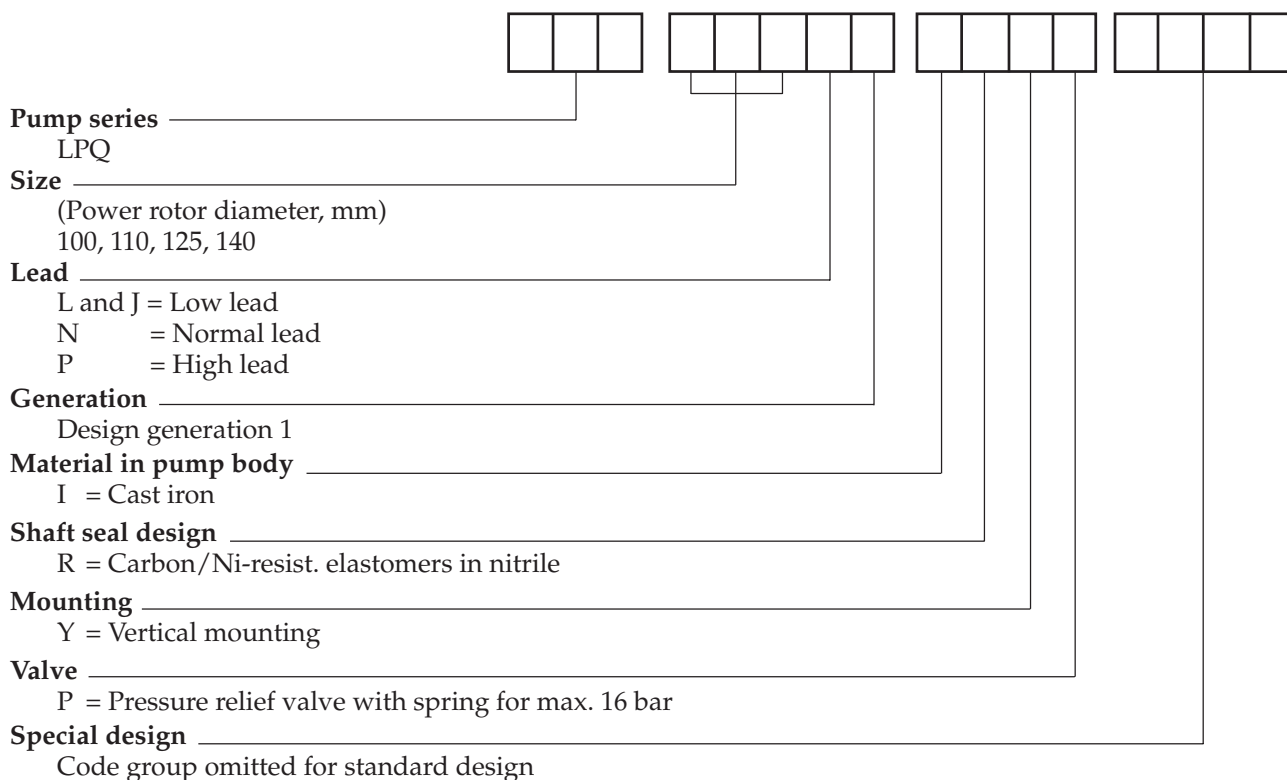 Pump series
LPQ
Size
(Power rotor diameter, mm)
100, 110, 125, 140
Lead
L and J = Low lead
N = Normal lead
P = High lead
Generation
Design generation 1
Material in pump body
I = Cast iron
Shaft seal design
R = Carbon/Ni-resist. elastomers in nitrile
Mounting
Y = Vertical mounting
Valve
P = Pressure relief valve with spring for max. 16 bar
Special design
Code group omitted for standard design